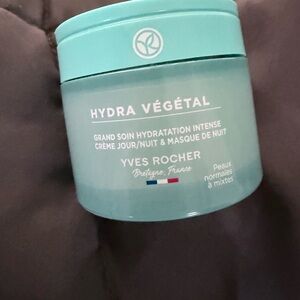 HYDRA VÉGÉTAL
GRAND SOIN HYDRATATION INTENSE
CRÈME JOUR/NUIT & MASQUE DE NUIT
YVES ROCHER
Bretagne, France
Peaux
normales
à mixtes